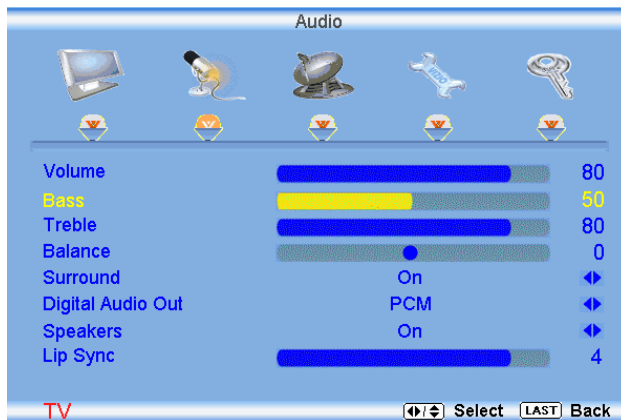 Audio
Volume 80
Bass 50
Treble 80
Balance 0
Surround On
Digital Audio Out PCM
Speakers On
Lip Sync 4
TV Select LAST Back